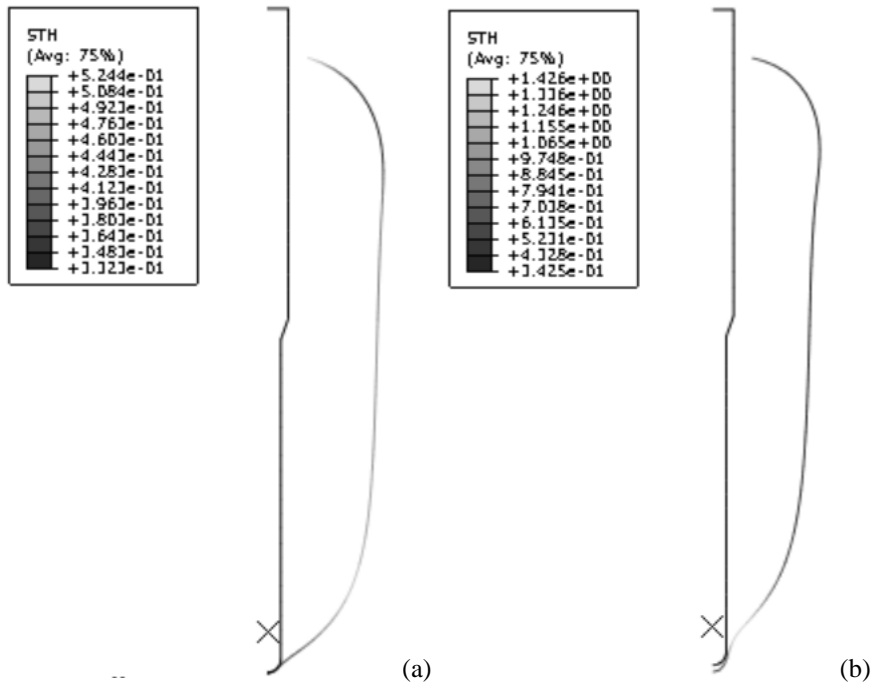 STH
(Avg: 75%)
+5.244e-01
+5.084e-01
+4.923e-01
+4.763e-01
+4.603e-01
+4.443e-01
+4.283e-01
+4.123e-01
+3.963e-01
+3.803e-01
+3.643e-01
+3.483e-01
+3.323e-01
(a)
STH
(Avg: 75%)
+1.426e+00
+1.336e+00
+1.246e+00
+1.155e+00
+1.065e+00
+9.748e-01
+8.845e-01
+7.941e-01
+7.038e-01
+6.135e-01
+5.231e-01
+4.328e-01
+3.425e-01
(b)